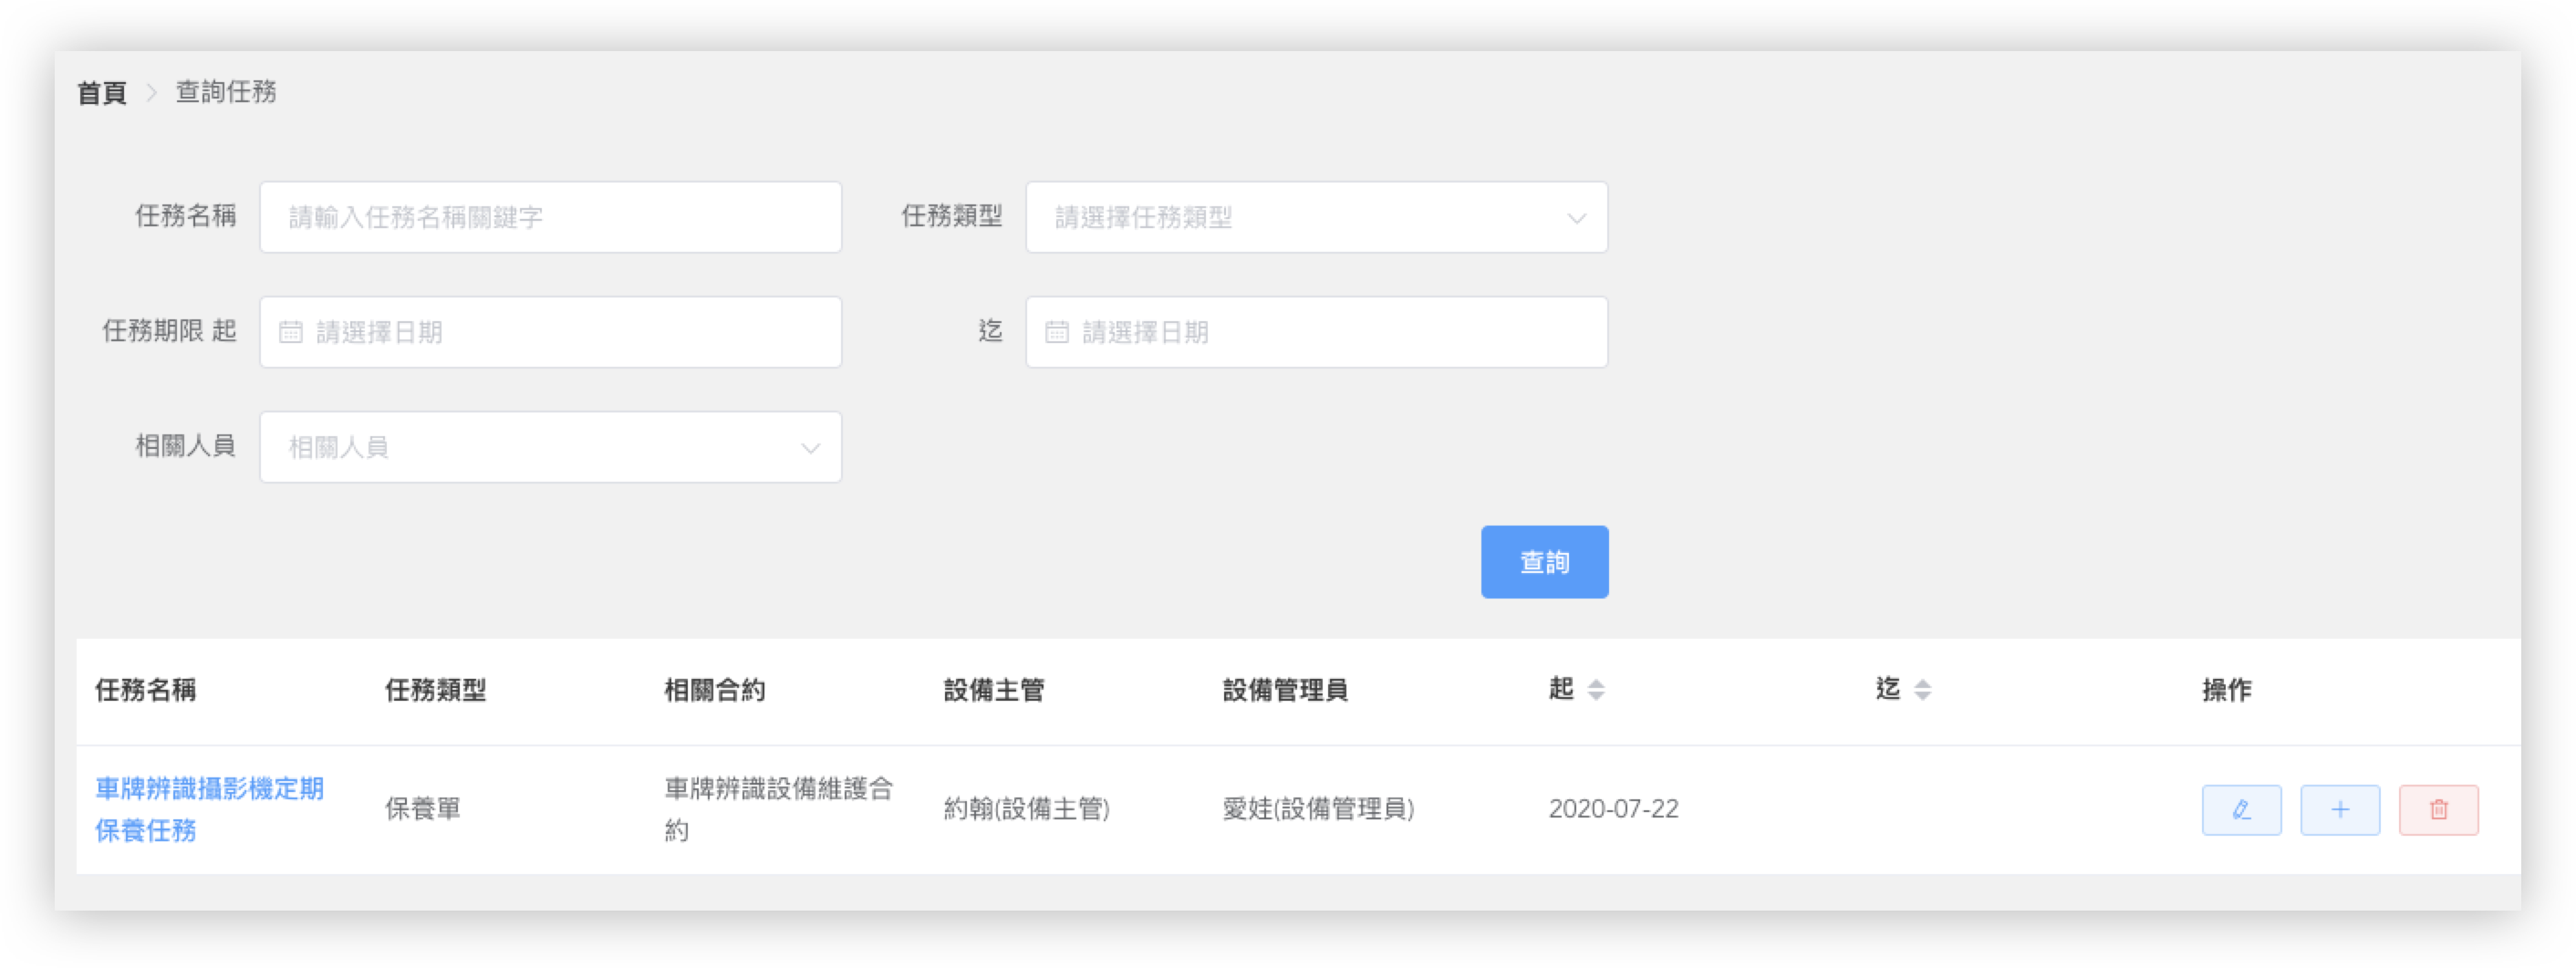 首頁 > 查詢任務
任務名稱 請輸入任務名稱關鍵字 任務類型 請選擇任務類型
任務期限 起 請選擇日期 迄 請選擇日期
相關人員 相關人員
查詢
任務名稱 任務類型 相關合約 設備主管 設備管理員 起 迄 操作
車牌辨識攝影機定期
保養任務
保養單
車牌辨識設備維護合
約
約翰(設備主管)
愛娃(設備管理員)
2020-07-22